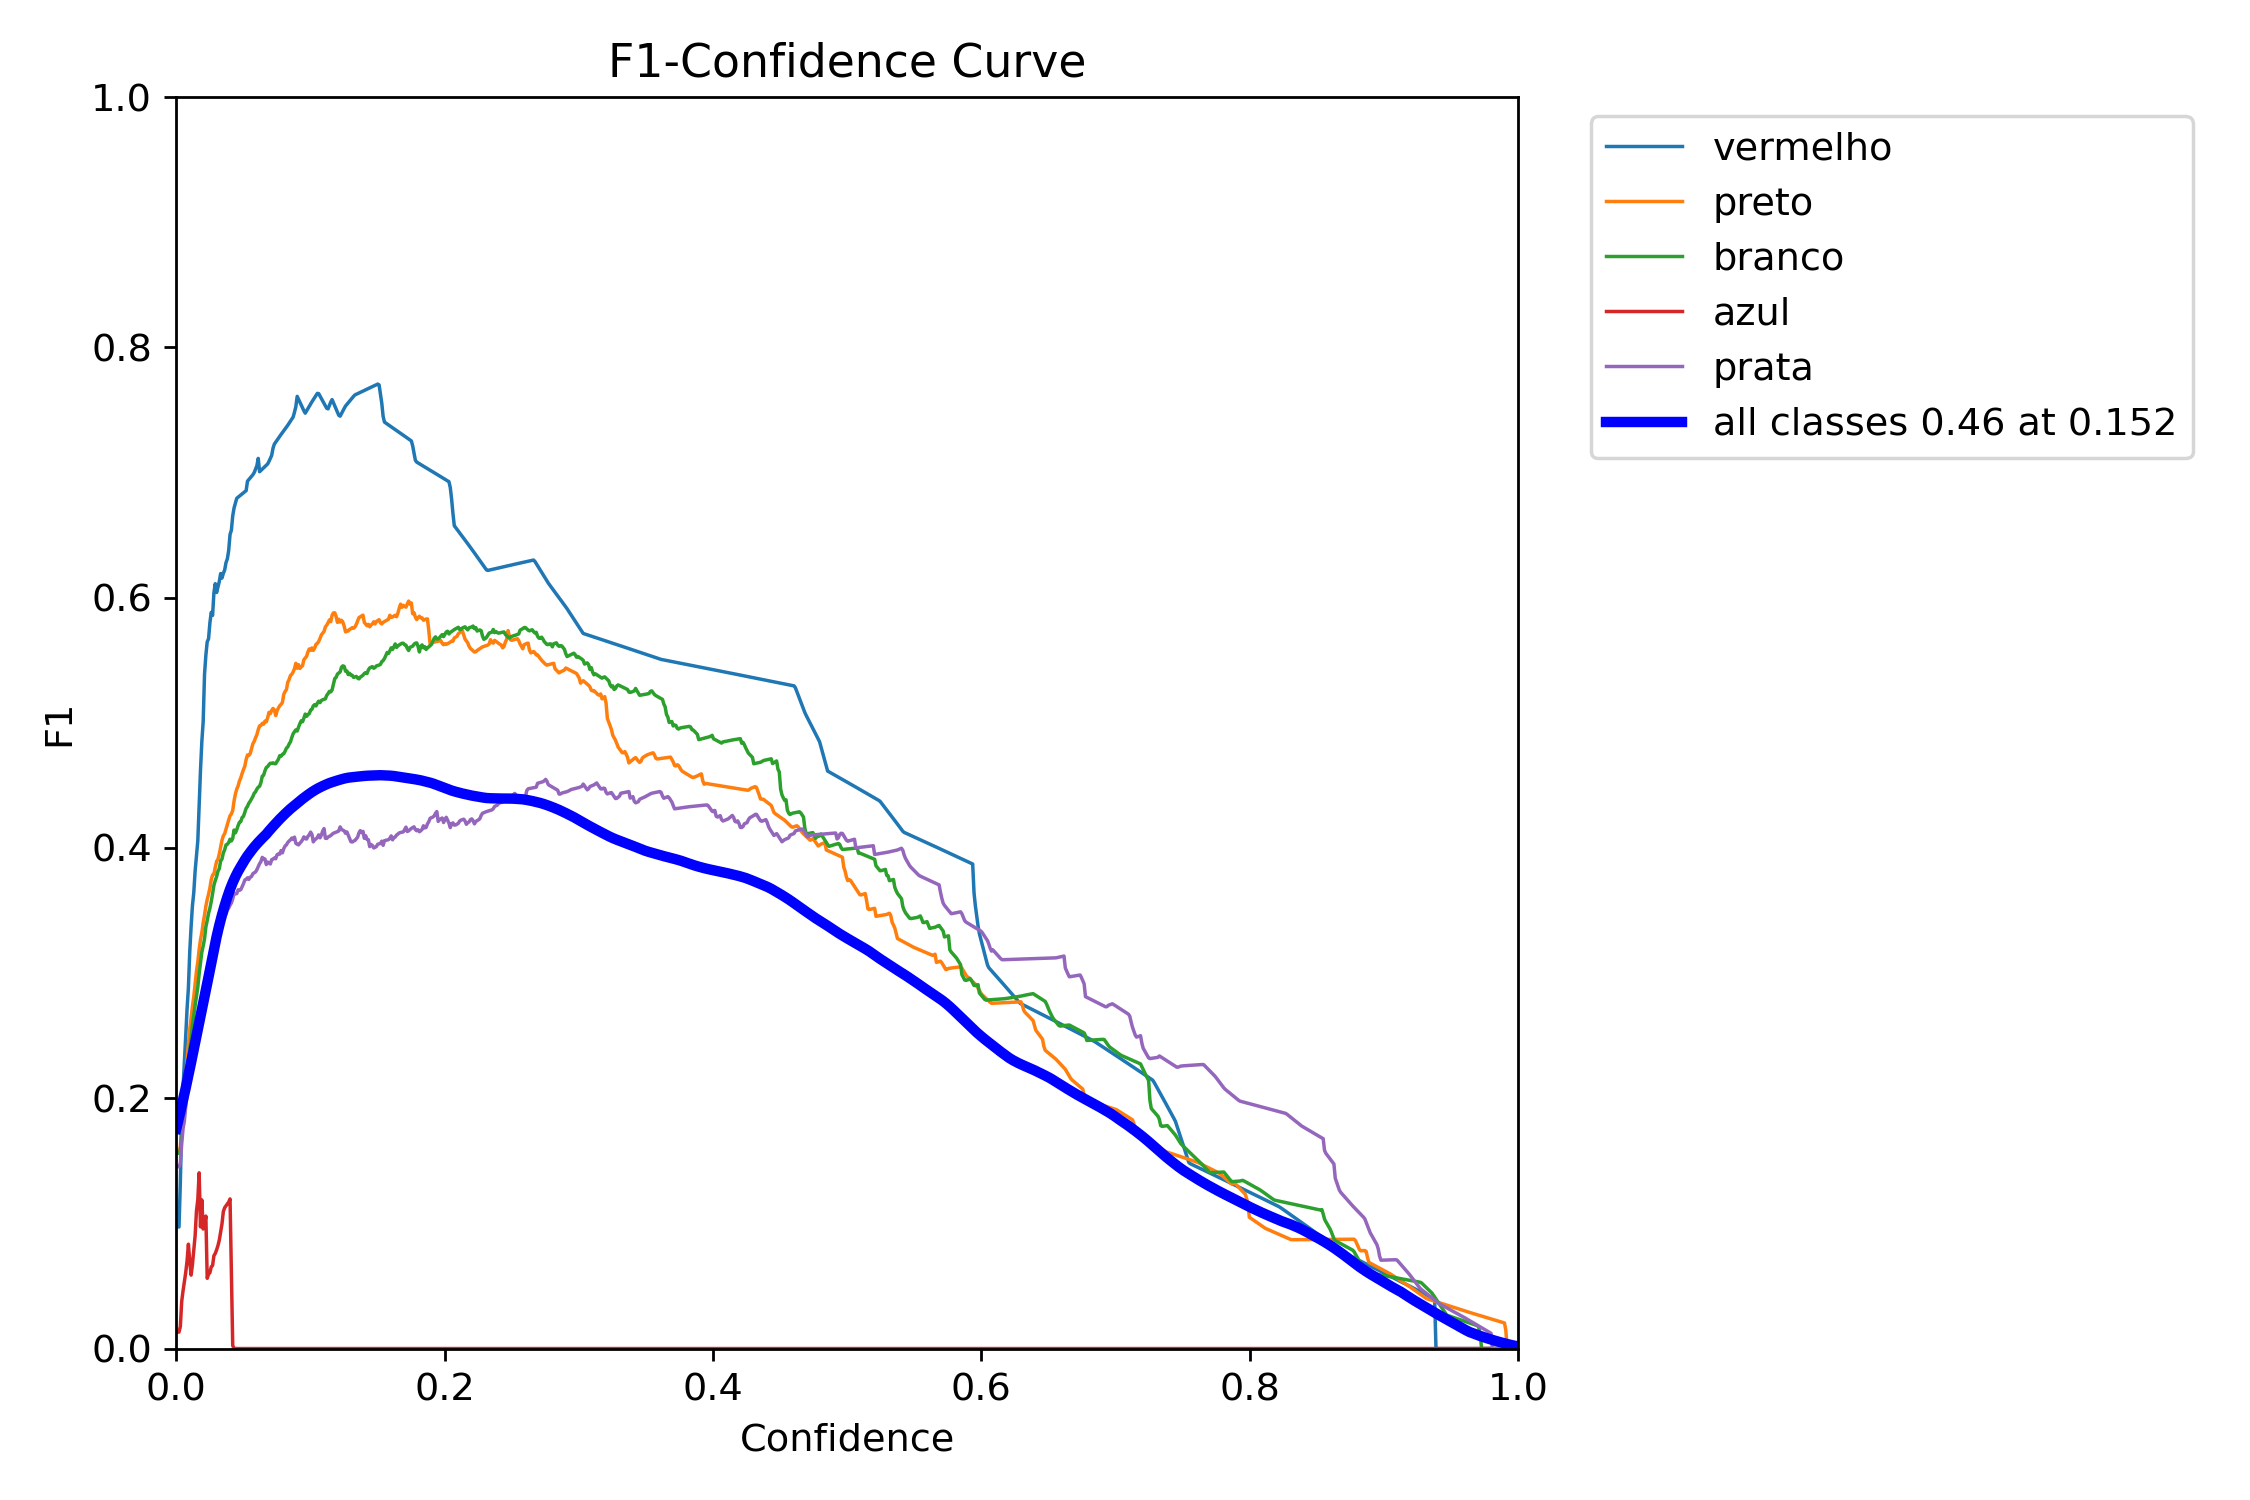 F1-Confidence Curve
1.0
0.8
0.6
0.4
0.2
0.0
F1
0.0 0.2 0.4 0.6 0.8 1.0
Confidence
vermelho
preto
branco
azul
prata
all classes 0.46 at 0.152